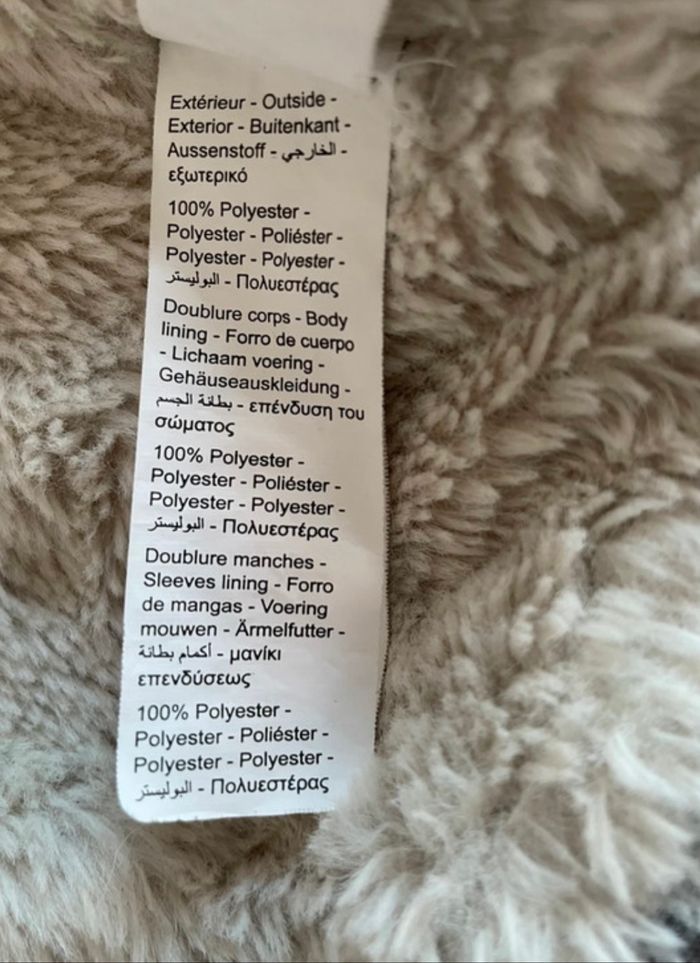 Extérieur - Outside -
Exterior - Buitenkant -
Aussenstoff - الخارجي -
εξωτερικό
100% Polyester -
Polyester - Poliéster -
Polyester - Polyester -
البوليستر - Πολυεστέρας
Doublure corps - Body
lining - Forro de cuerpo
- Lichaam voering -
Gehäuseauskleidung -
بطانة الجسم - επένδυση του
σώματος
100% Polyester -
Polyester - Poliéster -
Polyester - Polyester -
البوليستر - Πολυεστέρας
Doublure manches -
Sleeves lining - Forro
de mangas - Voering
mouwen - Ärmelfutter -
أكمام بطانة - μανίκι
επενδύσεως
100% Polyester -
Polyester - Poliéster -
Polyester - Polyester -
البوليستر - Πολυεστέρας